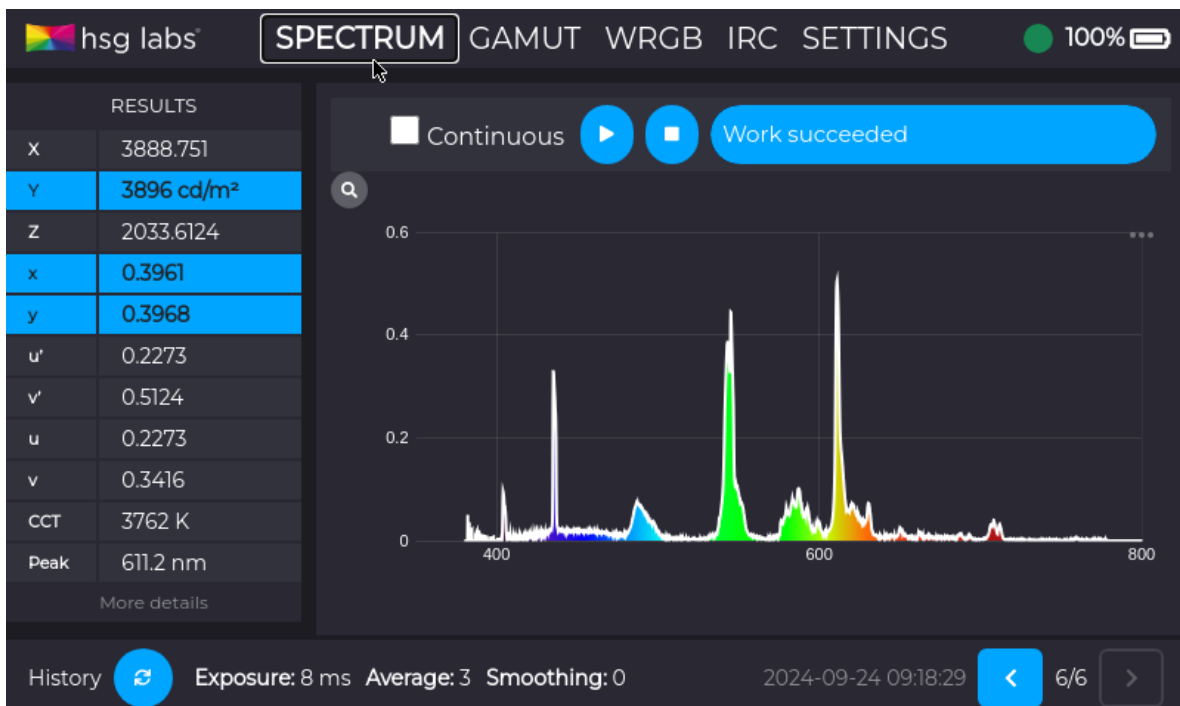 hsg labs® SPECTRUM GAMUT WRGB IRC SETTINGS 100%
RESULTS
X 3888.751
Y 3896 cd/m²
Z 2033.6124
x 0.3961
y 0.3968
u' 0.2273
v' 0.5124
u 0.2273
v 0.3416
CCT 3762 K
Peak 611.2 nm
More details
Continuous Work succeeded
0.6
0.4
0.2
0
400 600 800
History Exposure: 8 ms Average: 3 Smoothing: 0 2024-09-24 09:18:29 6/6